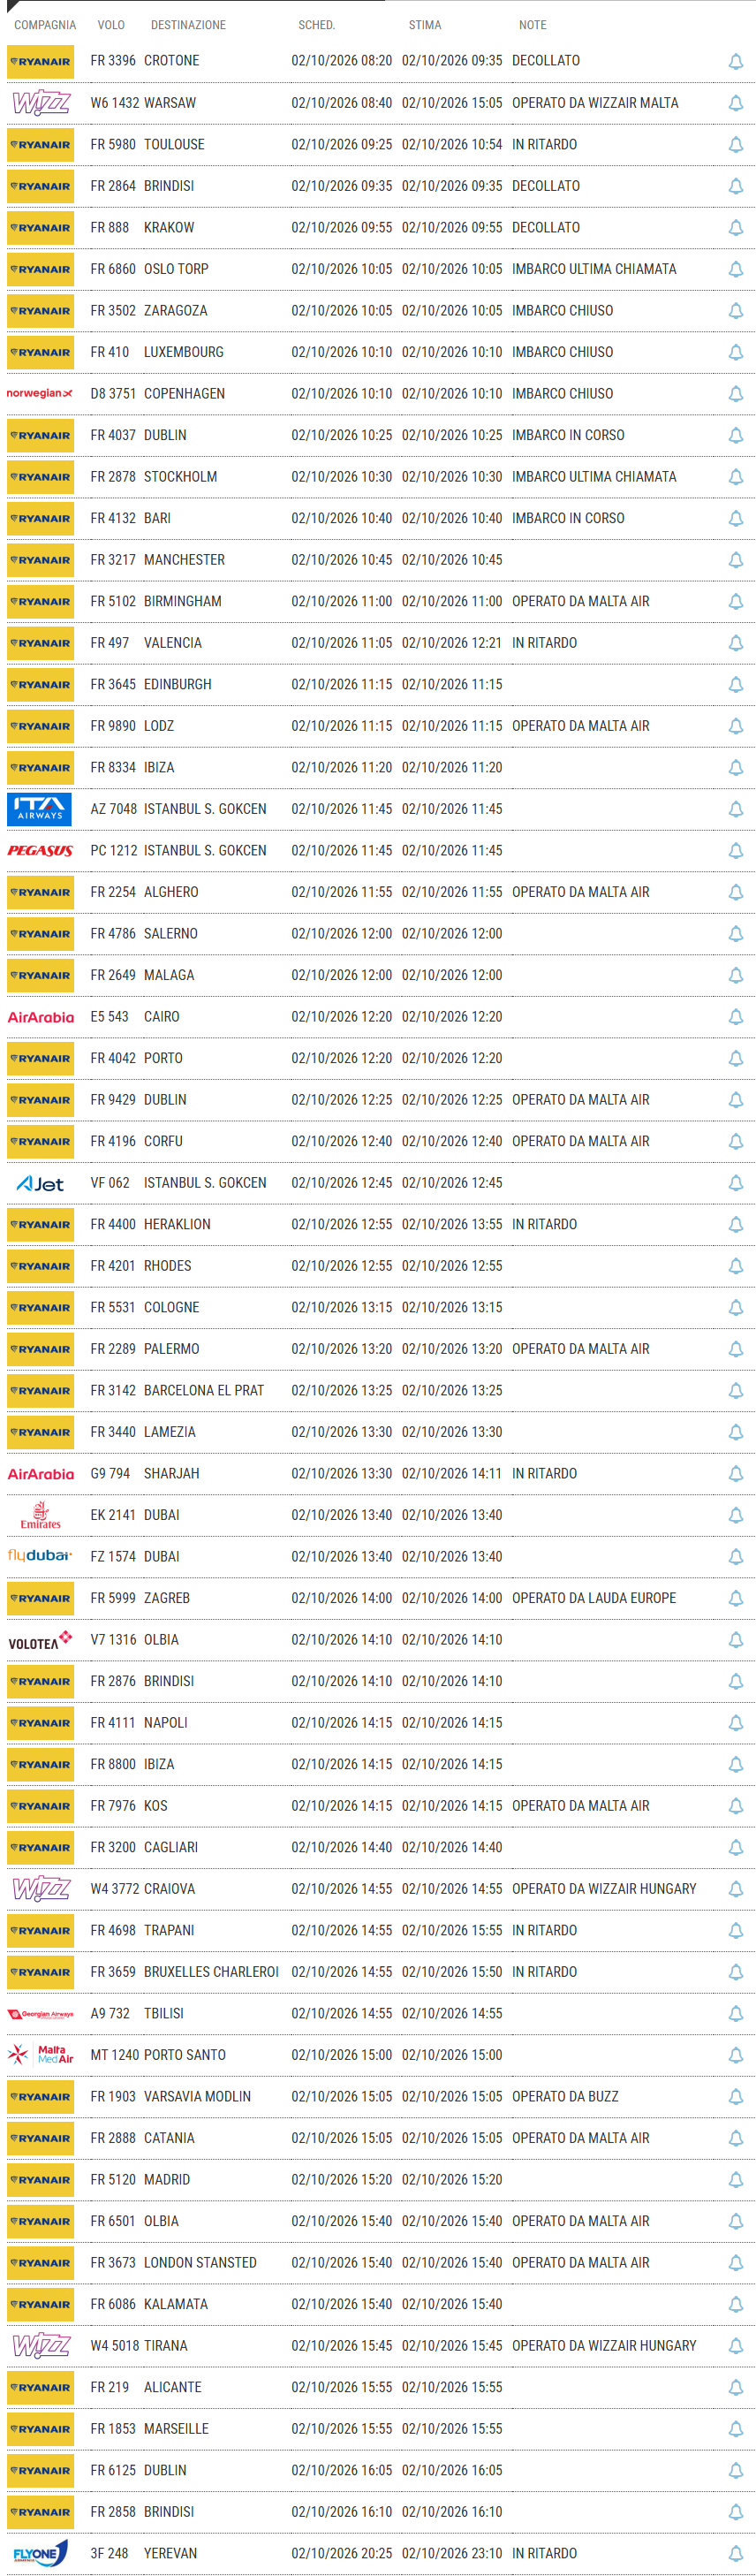 COMPAGNIA VOLO DESTINAZIONE SCHED. STIMA NOTE
RYANAIR FR 3396 CROTONE 02/10/2026 08:20 02/10/2026 09:35 DECOLLATO
WIZZ W6 1432 WARSAW 02/10/2026 08:40 02/10/2026 15:05 OPERATO DA WIZZAIR MALTA
RYANAIR FR 5980 TOULOUSE 02/10/2026 09:25 02/10/2026 10:54 IN RITARDO
RYANAIR FR 2864 BRINDISI 02/10/2026 09:35 02/10/2026 09:35 DECOLLATO
RYANAIR FR 888 KRAKOW 02/10/2026 09:55 02/10/2026 09:55 DECOLLATO
RYANAIR FR 6860 OSLO TORP 02/10/2026 10:05 02/10/2026 10:05 IMBARCO ULTIMA CHIAMATA
RYANAIR FR 3502 ZARAGOZA 02/10/2026 10:05 02/10/2026 10:05 IMBARCO CHIUSO
RYANAIR FR 410 LUXEMBOURG 02/10/2026 10:10 02/10/2026 10:10 IMBARCO CHIUSO
norwegian D8 3751 COPENHAGEN 02/10/2026 10:10 02/10/2026 10:10 IMBARCO CHIUSO
RYANAIR FR 4037 DUBLIN 02/10/2026 10:25 02/10/2026 10:25 IMBARCO IN CORSO
RYANAIR FR 2878 STOCKHOLM 02/10/2026 10:30 02/10/2026 10:30 IMBARCO ULTIMA CHIAMATA
RYANAIR FR 4132 BARI 02/10/2026 10:40 02/10/2026 10:40 IMBARCO IN CORSO
RYANAIR FR 3217 MANCHESTER 02/10/2026 10:45 02/10/2026 10:45
RYANAIR FR 5102 BIRMINGHAM 02/10/2026 11:00 02/10/2026 11:00 OPERATO DA MALTA AIR
RYANAIR FR 497 VALENCIA 02/10/2026 11:05 02/10/2026 12:21 IN RITARDO
RYANAIR FR 3645 EDINBURGH 02/10/2026 11:15 02/10/2026 11:15
RYANAIR FR 9890 LODZ 02/10/2026 11:15 02/10/2026 11:15 OPERATO DA MALTA AIR
RYANAIR FR 8334 IBIZA 02/10/2026 11:20 02/10/2026 11:20
ITA AIRWAYS AZ 7048 ISTANBUL S. GOKCEN 02/10/2026 11:45 02/10/2026 11:45
PEGASUS PC 1212 ISTANBUL S. GOKCEN 02/10/2026 11:45 02/10/2026 11:45
RYANAIR FR 2254 ALGHERO 02/10/2026 11:55 02/10/2026 11:55 OPERATO DA MALTA AIR
RYANAIR FR 4786 SALERNO 02/10/2026 12:00 02/10/2026 12:00
RYANAIR FR 2649 MALAGA 02/10/2026 12:00 02/10/2026 12:00
AirArabia E5 543 CAIRO 02/10/2026 12:20 02/10/2026 12:20
RYANAIR FR 4042 PORTO 02/10/2026 12:20 02/10/2026 12:20
RYANAIR FR 9429 DUBLIN 02/10/2026 12:25 02/10/2026 12:25 OPERATO DA MALTA AIR
RYANAIR FR 4196 CORFU 02/10/2026 12:40 02/10/2026 12:40 OPERATO DA MALTA AIR
AJet VF 062 ISTANBUL S. GOKCEN 02/10/2026 12:45 02/10/2026 12:45
RYANAIR FR 4400 HERAKLION 02/10/2026 12:55 02/10/2026 13:55 IN RITARDO
RYANAIR FR 4201 RHODES 02/10/2026 12:55 02/10/2026 12:55
RYANAIR FR 5531 COLOGNE 02/10/2026 13:15 02/10/2026 13:15
RYANAIR FR 2289 PALERMO 02/10/2026 13:20 02/10/2026 13:20 OPERATO DA MALTA AIR
RYANAIR FR 3142 BARCELONA EL PRAT 02/10/2026 13:25 02/10/2026 13:25
RYANAIR FR 3440 LAMEZIA 02/10/2026 13:30 02/10/2026 13:30
AirArabia G9 794 SHARJAH 02/10/2026 13:30 02/10/2026 14:11 IN RITARDO
Emirates EK 2141 DUBAI 02/10/2026 13:40 02/10/2026 13:40
flydubai FZ 1574 DUBAI 02/10/2026 13:40 02/10/2026 13:40
RYANAIR FR 5999 ZAGREB 02/10/2026 14:00 02/10/2026 14:00 OPERATO DA LAUDA EUROPE
VOLOTEA V7 1316 OLBIA 02/10/2026 14:10 02/10/2026 14:10
RYANAIR FR 2876 BRINDISI 02/10/2026 14:10 02/10/2026 14:10
RYANAIR FR 4111 NAPOLI 02/10/2026 14:15 02/10/2026 14:15
RYANAIR FR 8800 IBIZA 02/10/2026 14:15 02/10/2026 14:15
RYANAIR FR 7976 KOS 02/10/2026 14:15 02/10/2026 14:15 OPERATO DA MALTA AIR
RYANAIR FR 3200 CAGLIARI 02/10/2026 14:40 02/10/2026 14:40
WIZZ W4 3772 CRAIOVA 02/10/2026 14:55 02/10/2026 14:55 OPERATO DA WIZZAIR HUNGARY
RYANAIR FR 4698 TRAPANI 02/10/2026 14:55 02/10/2026 15:55 IN RITARDO
RYANAIR FR 3659 BRUXELLES CHARLEROI 02/10/2026 14:55 02/10/2026 15:50 IN RITARDO
Georgian Airways A9 732 TBILISI 02/10/2026 14:55 02/10/2026 14:55
Malta MedAir MT 1240 PORTO SANTO 02/10/2026 15:00 02/10/2026 15:00
RYANAIR FR 1903 VARSAVIA MODLIN 02/10/2026 15:05 02/10/2026 15:05 OPERATO DA BUZZ
RYANAIR FR 2888 CATANIA 02/10/2026 15:05 02/10/2026 15:05 OPERATO DA MALTA AIR
RYANAIR FR 5120 MADRID 02/10/2026 15:20 02/10/2026 15:20
RYANAIR FR 6501 OLBIA 02/10/2026 15:40 02/10/2026 15:40 OPERATO DA MALTA AIR
RYANAIR FR 3673 LONDON STANSTED 02/10/2026 15:40 02/10/2026 15:40 OPERATO DA MALTA AIR
RYANAIR FR 6086 KALAMATA 02/10/2026 15:40 02/10/2026 15:40
WIZZ W4 5018 TIRANA 02/10/2026 15:45 02/10/2026 15:45 OPERATO DA WIZZAIR HUNGARY
RYANAIR FR 219 ALICANTE 02/10/2026 15:55 02/10/2026 15:55
RYANAIR FR 1853 MARSEILLE 02/10/2026 15:55 02/10/2026 15:55
RYANAIR FR 6125 DUBLIN 02/10/2026 16:05 02/10/2026 16:05
RYANAIR FR 2858 BRINDISI 02/10/2026 16:10 02/10/2026 16:10
FLYONE 3F 248 YEREVAN 02/10/2026 20:25 02/10/2026 23:10 IN RITARDO